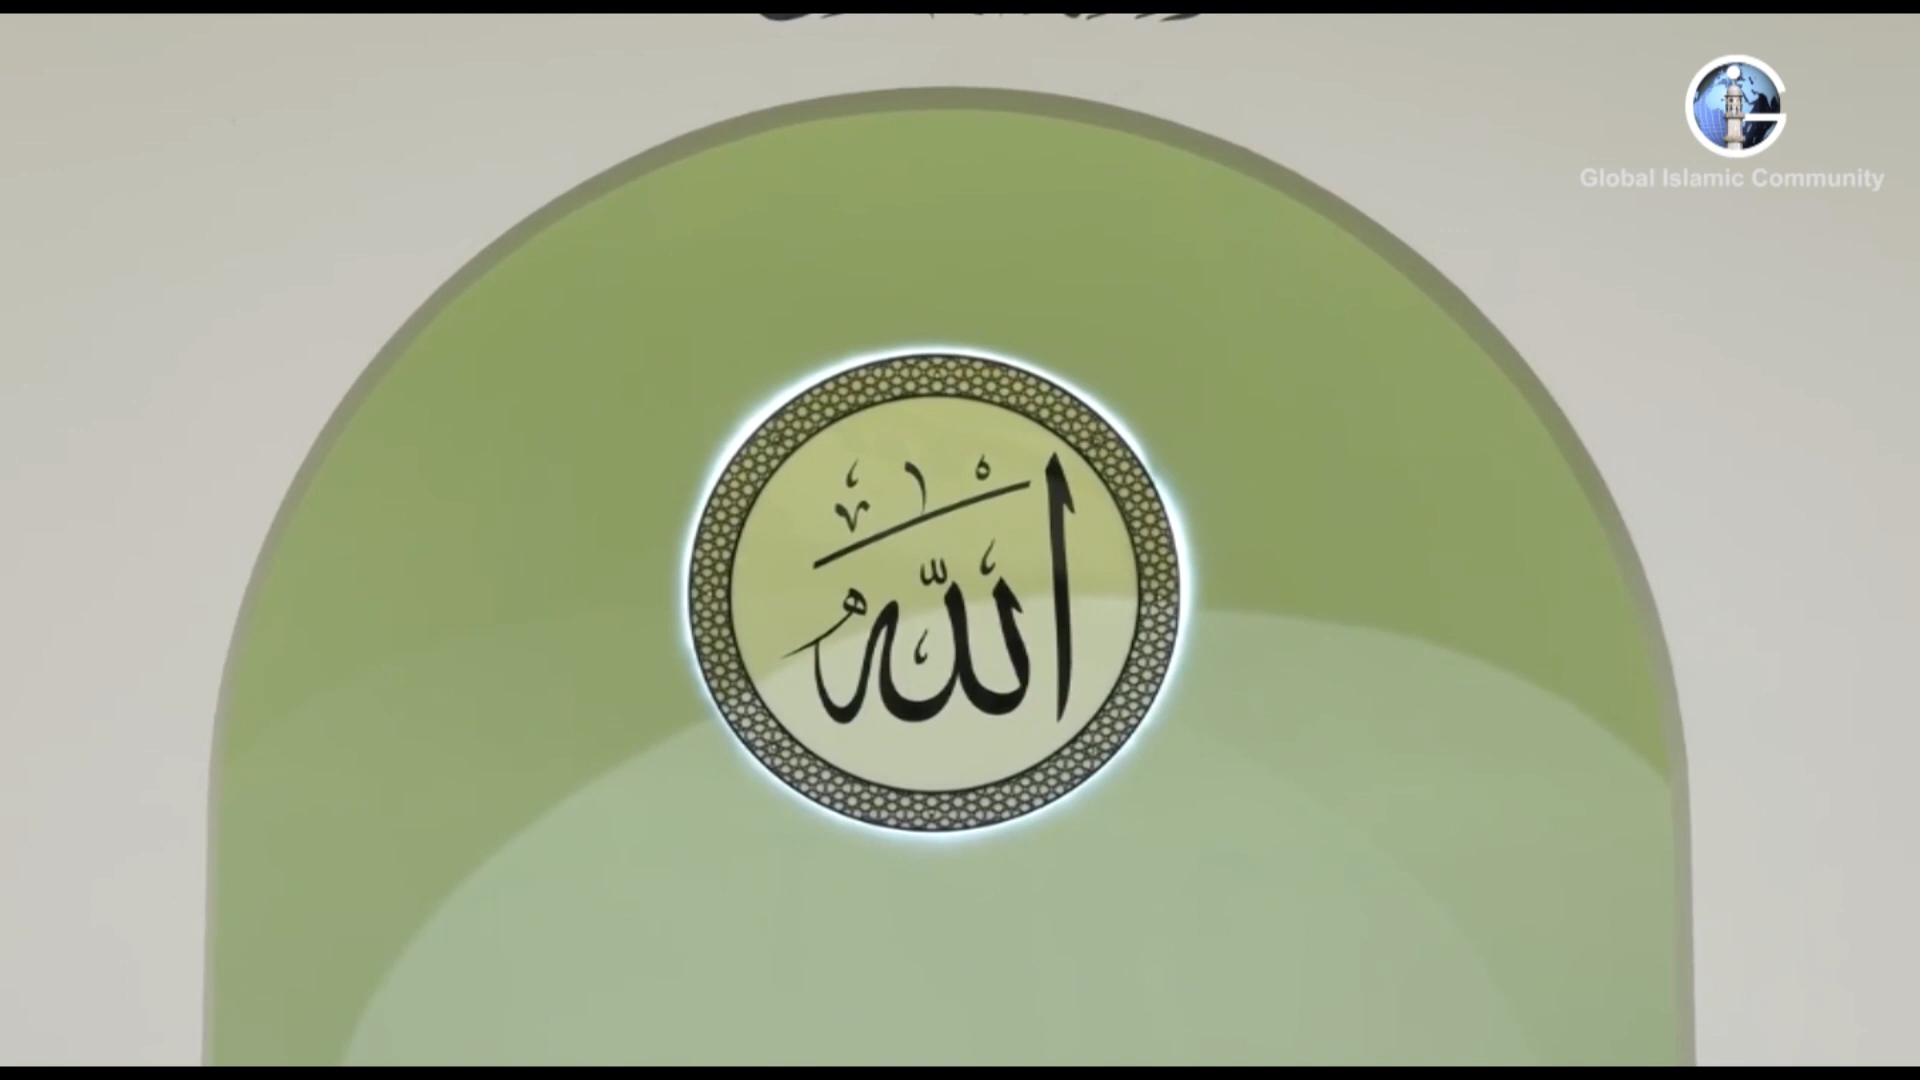 Global Islamic Community
الله